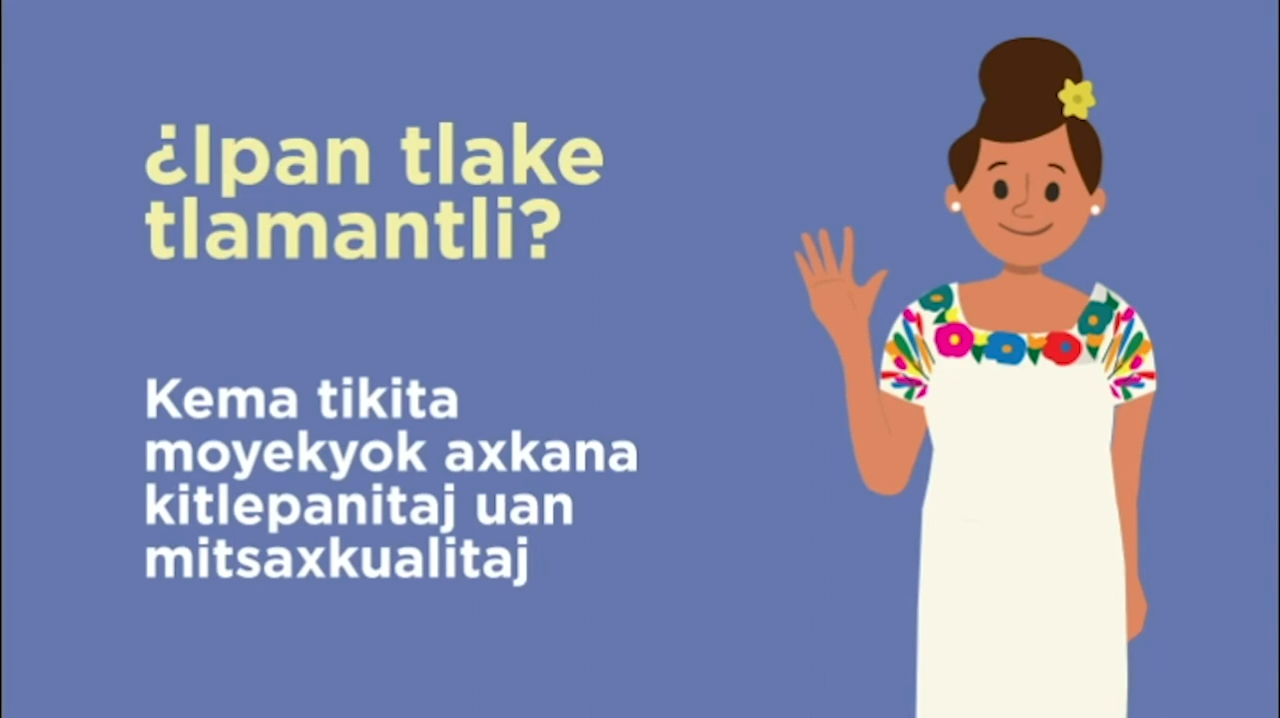 ¿Ipan tlake
tlamantli?
Kema tikita
moyekyok axkana
kitlepanitaj uan
mitsaxkualitaj